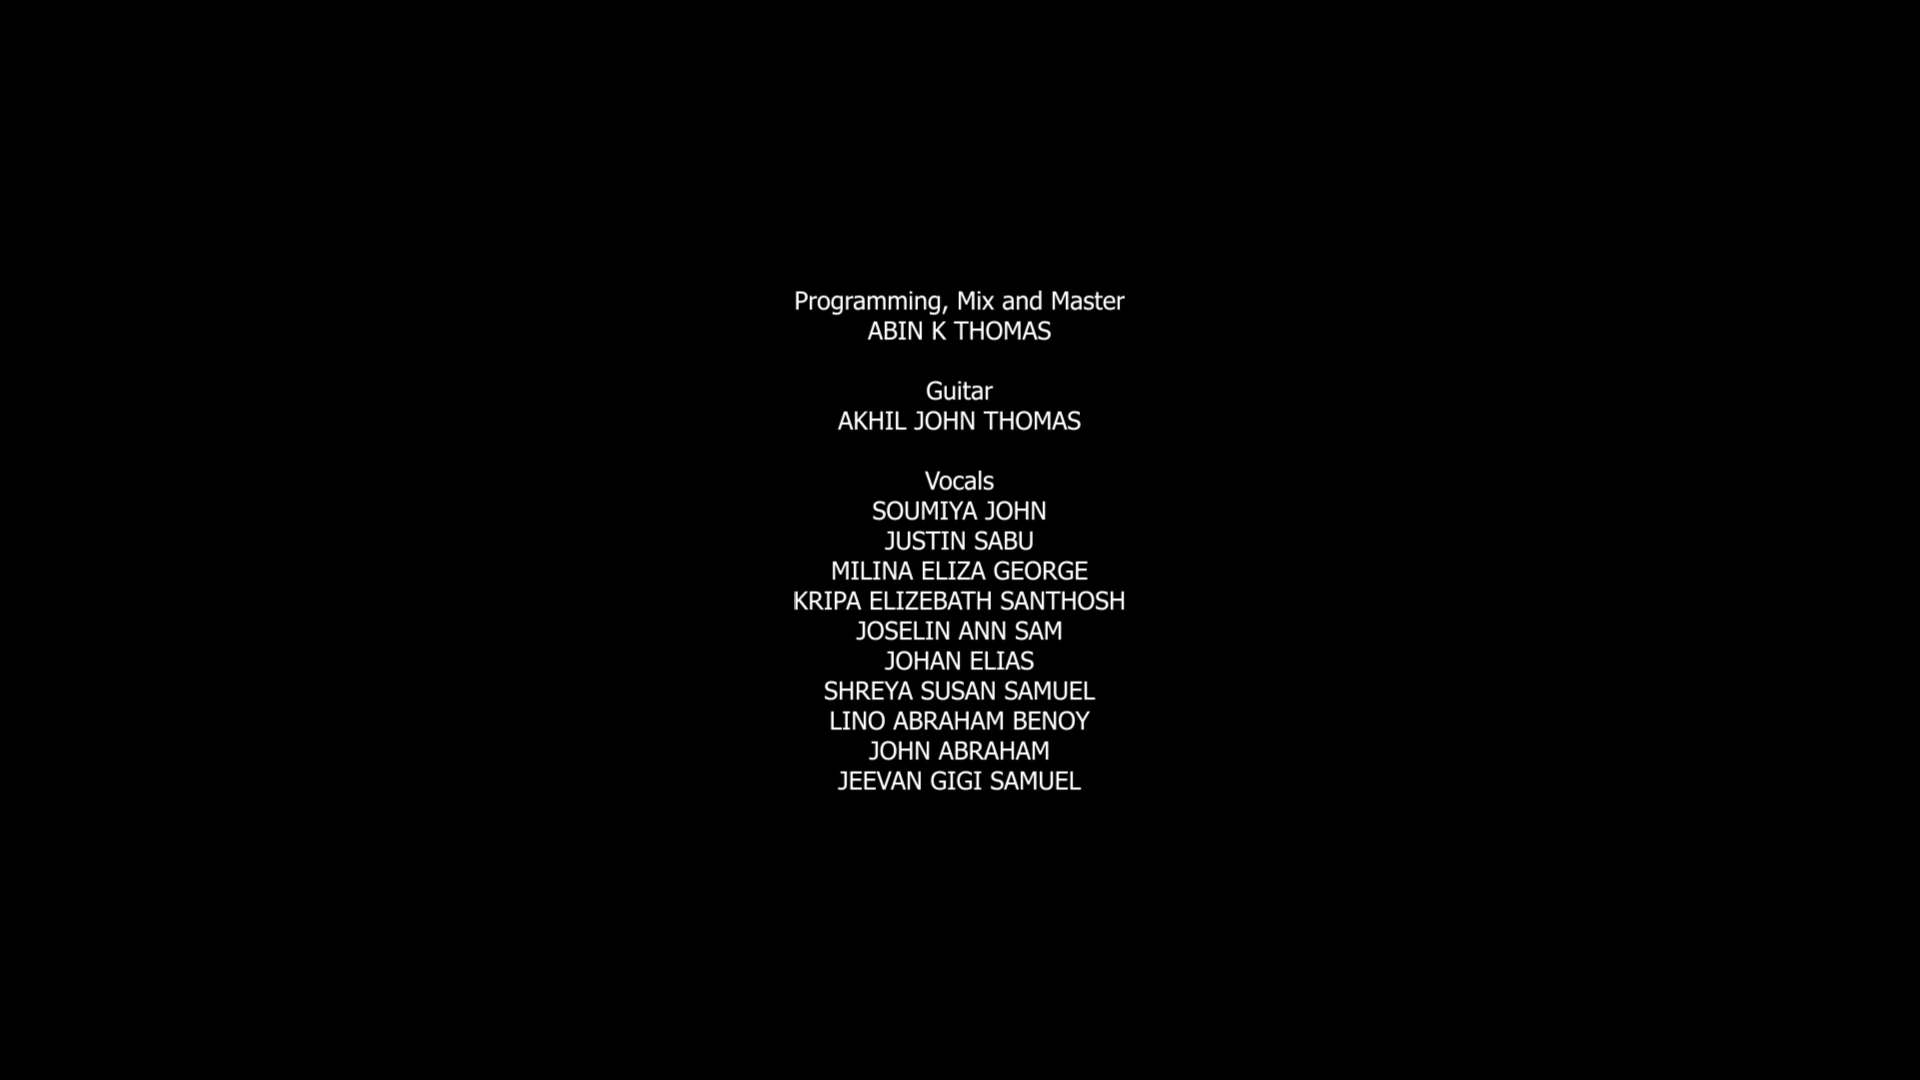 Programming, Mix and Master
ABIN K THOMAS
Guitar
AKHIL JOHN THOMAS
Vocals
SOUMIYA JOHN
JUSTIN SABU
MILINA ELIZA GEORGE
KRIPA ELIZEBATH SANTHOSH
JOSELIN ANN SAM
JOHAN ELIAS
SHREYA SUSAN SAMUEL
LINO ABRAHAM BENOY
JOHN ABRAHAM
JEEVAN GIGI SAMUEL